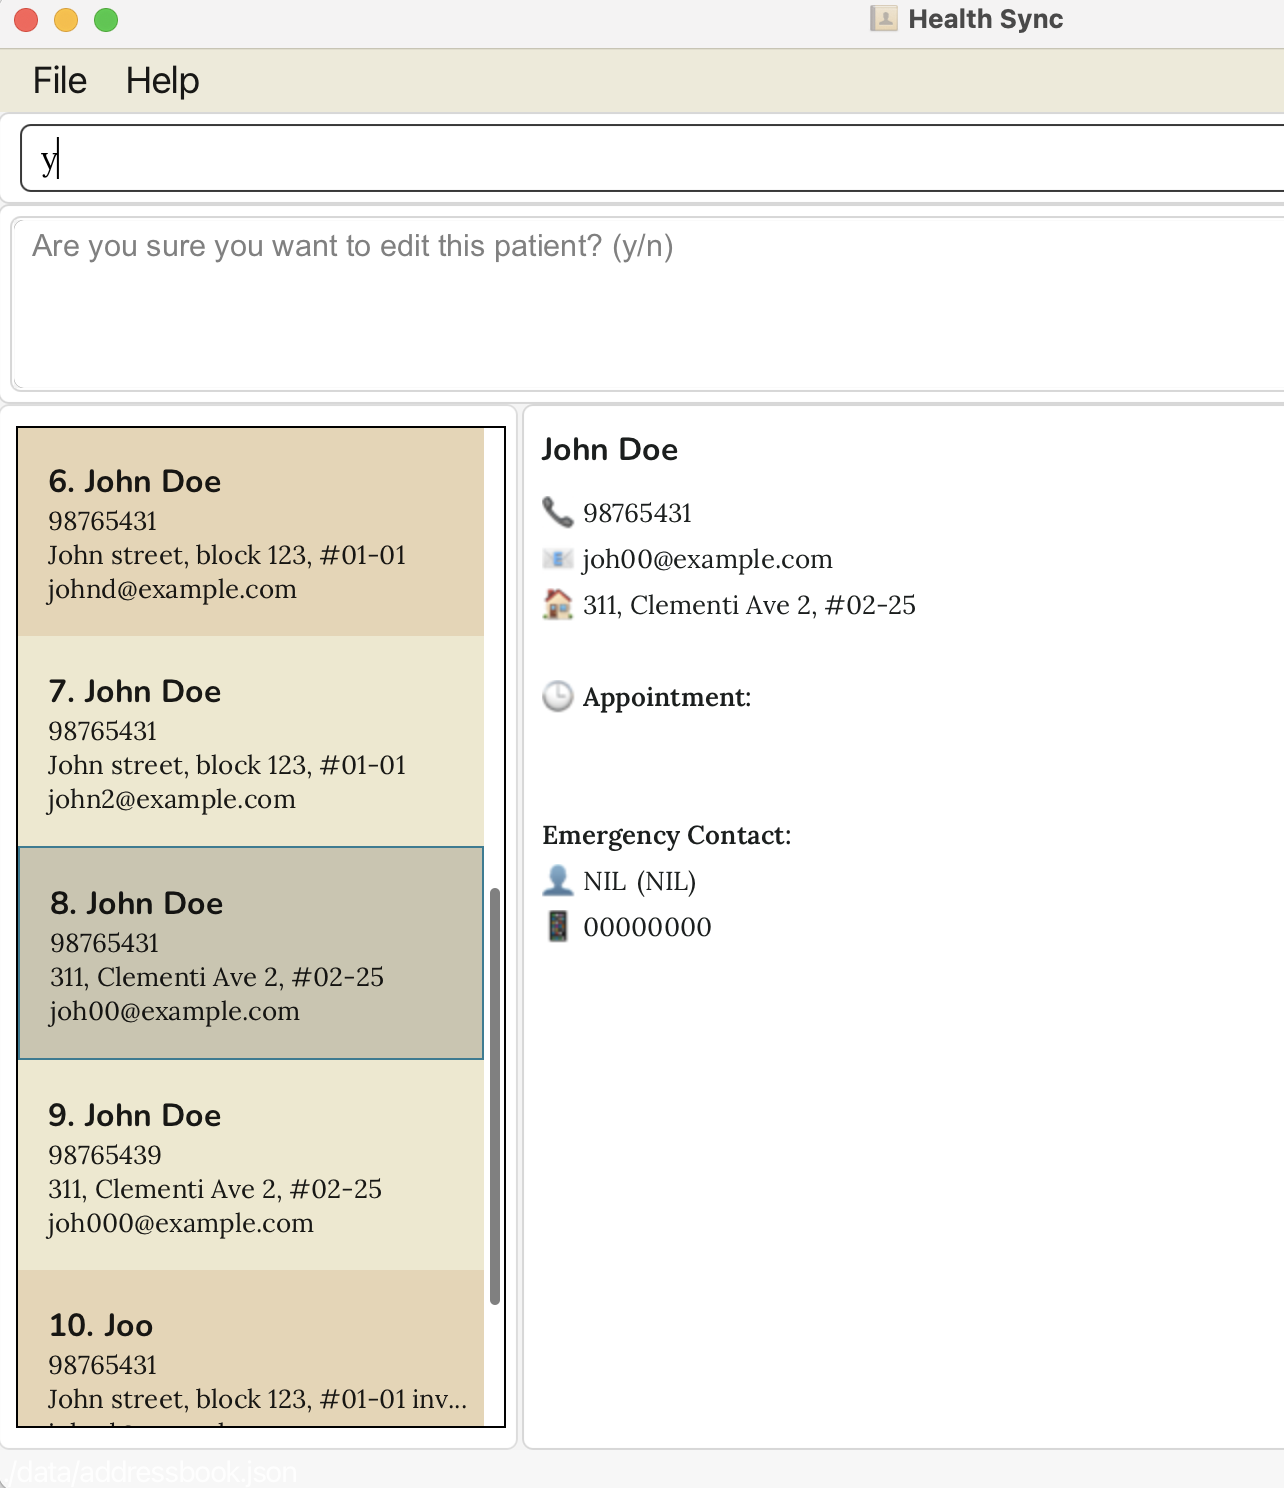 Health Sync
File Help
y
Are you sure you want to edit this patient? (y/n)
6. John Doe
98765431
John street, block 123, #01-01
johnd@example.com
7. John Doe
98765431
John street, block 123, #01-01
john2@example.com
8. John Doe
98765431
311, Clementi Ave 2, #02-25
joh00@example.com
9. John Doe
98765439
311, Clementi Ave 2, #02-25
joh000@example.com
10. Joo
98765431
John street, block 123, #01-01 inv...
John Doe
98765431
joh00@example.com
311, Clementi Ave 2, #02-25
Appointment:
Emergency Contact:
NIL (NIL)
00000000
/data/addressbook.json